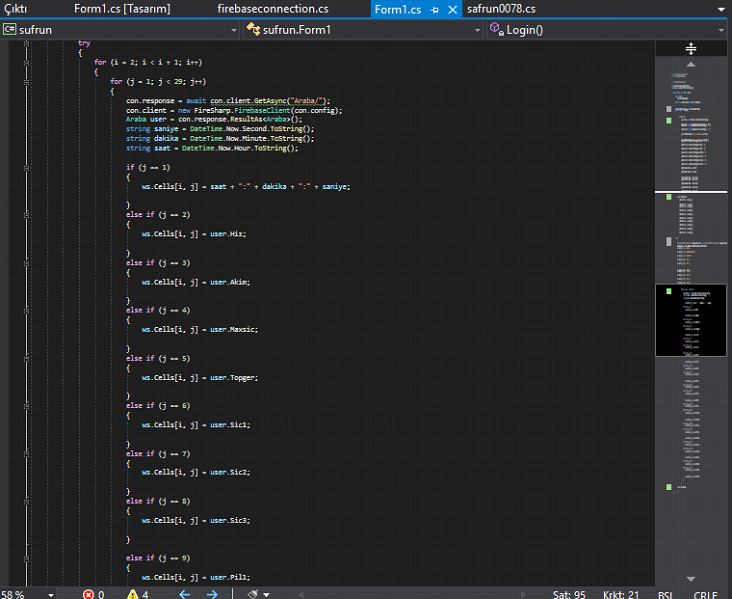 Çıktı Form1.cs [Tasarım] firebaseconnection.cs Form1.cs safrun0078.cs
C# sufrun sufrun.Form1 Login()
try
{
for (i = 2; i < i + 1; i++)
{
for (j = 1; j < 29; j++)
{
con.response = await con.client.GetAsync("Araba/");
con.client = new FireSharp.FirebaseClient(con.config);
Araba user = con.response.ResultAs<Araba>();
string saniye = DateTime.Now.Second.ToString();
string dakika = DateTime.Now.Minute.ToString();
string saat = DateTime.Now.Hour.ToString();
if (j == 1)
{
ws.Cells[i, j] = saat + ":" + dakika + ":" + saniye;
}
else if (j == 2)
{
ws.Cells[i, j] = user.Hiz;
}
else if (j == 3)
{
ws.Cells[i, j] = user.Akim;
}
else if (j == 4)
{
ws.Cells[i, j] = user.Maxsic;
}
else if (j == 5)
{
ws.Cells[i, j] = user.Topger;
}
else if (j == 6)
{
ws.Cells[i, j] = user.Sic1;
}
else if (j == 7)
{
ws.Cells[i, j] = user.Sic2;
}
else if (j == 8)
{
ws.Cells[i, j] = user.Sic3;
}
else if (j == 9)
{
ws.Cells[i, j] = user.Pil1;
58 % 0 4 Sat: 95 Krkt: 21 BSL CRLF